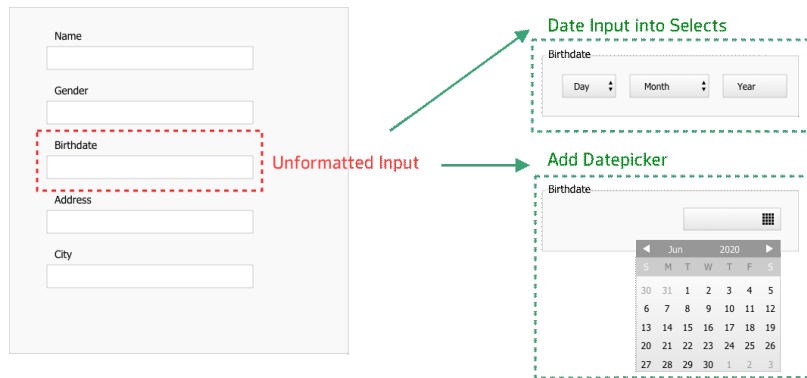 Name
Gender
Birthdate
Address
City
Unformatted Input
Date Input into Selects
Birthdate
Day Month Year
Add Datepicker
Birthdate
Jun 2020
S M T W T F S
30 31 1 2 3 4 5
6 7 8 9 10 11 12
13 14 15 16 17 18 19
20 21 22 23 24 25 26
27 28 29 30 1 2 3